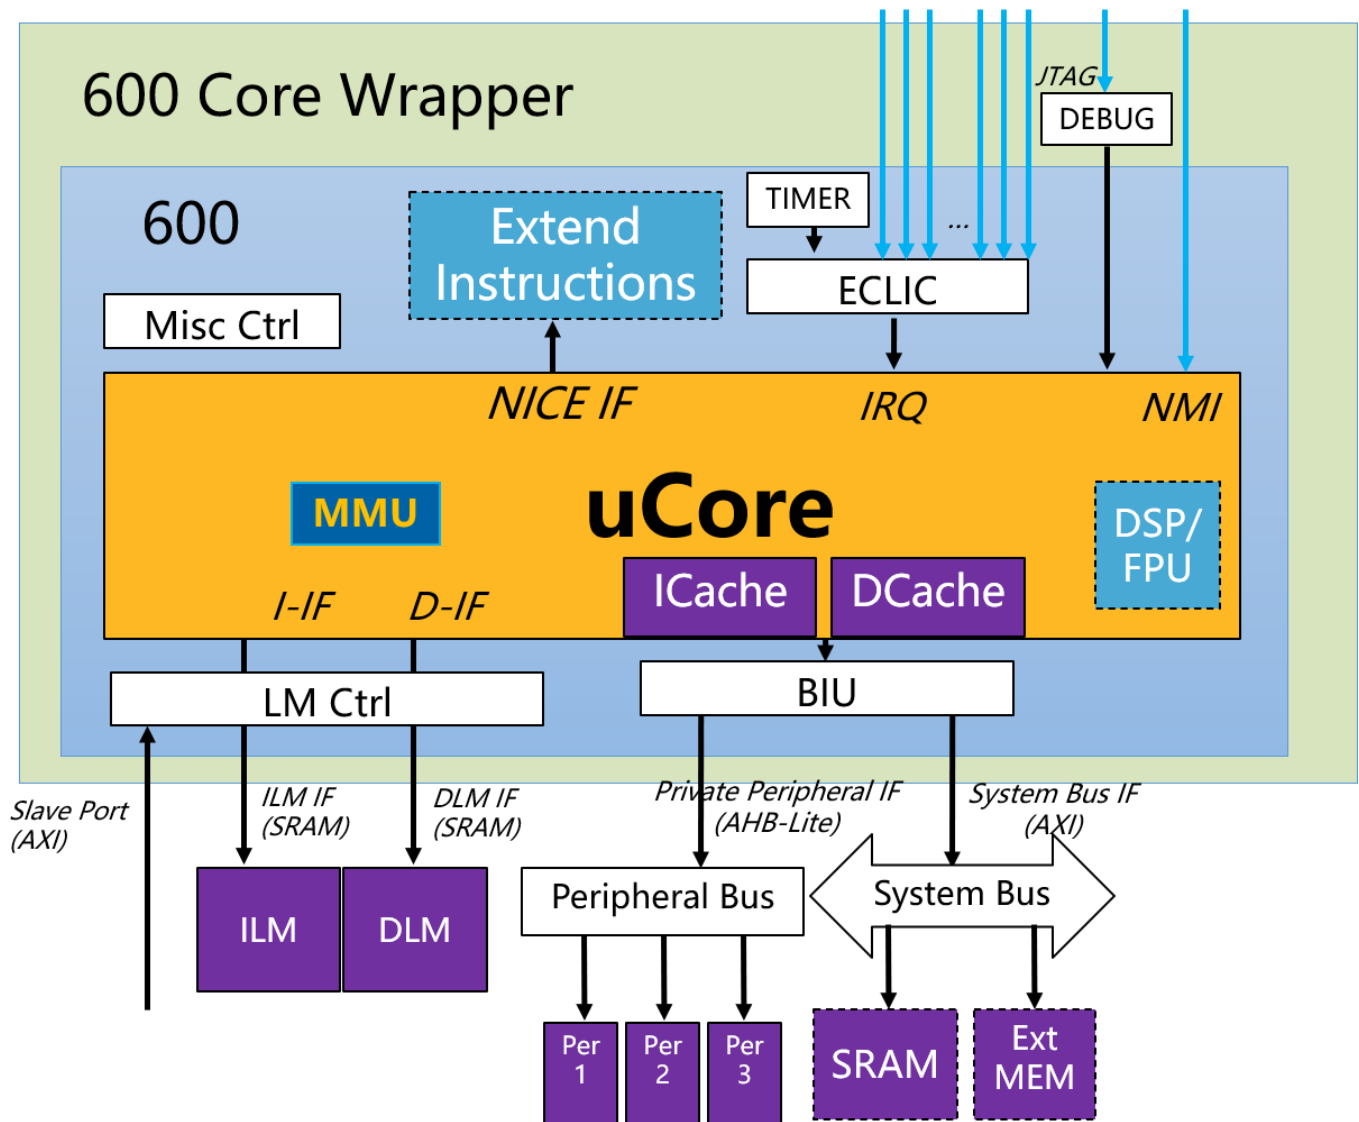 600 Core Wrapper
JTAG
DEBUG
600
Extend
Instructions
TIMER
...
ECLIC
Misc Ctrl
NICE IF
IRQ
NMI
MMU
uCore
DSP/
FPU
I-IF
D-IF
ICache
DCache
LM Ctrl
BIU
Slave Port
(AXI)
ILM IF
(SRAM)
DLM IF
(SRAM)
Private Peripheral IF
(AHB-Lite)
System Bus IF
(AXI)
ILM
DLM
Peripheral Bus
System Bus
Per
1
Per
2
Per
3
SRAM
Ext
MEM